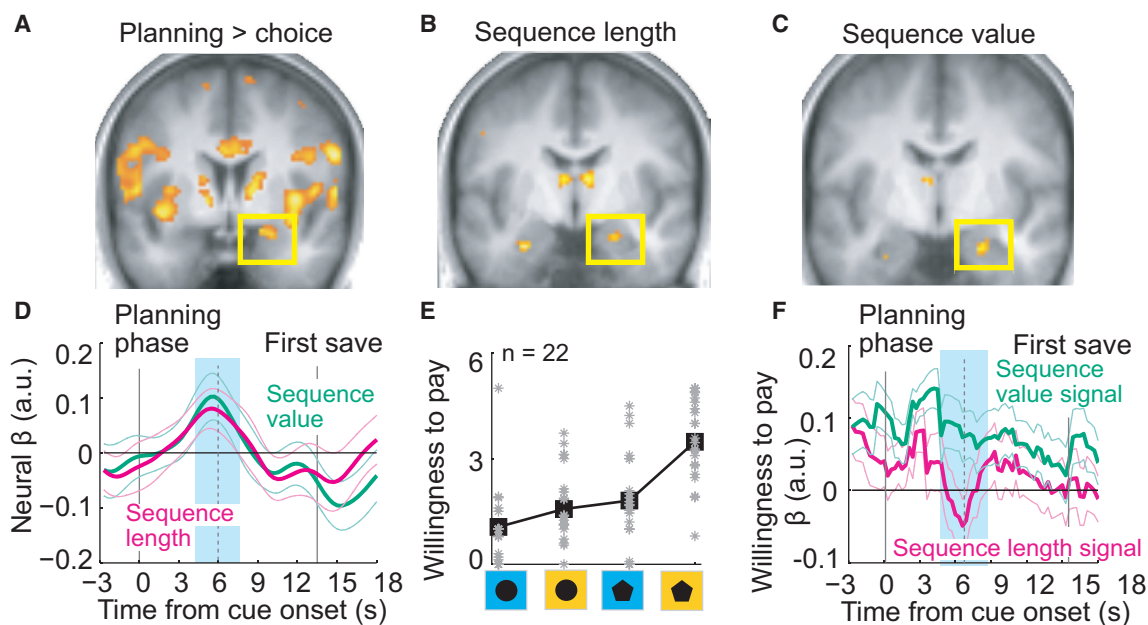 A
Planning > choice
B
Sequence length
C
Sequence value
D
Planning
phase
First save
0.2
0.1
0
−0.1
−0.2
Neural β (a.u.)
Sequence
value
Sequence
length
−3 0 3 6 9 12 15 18
Time from cue onset (s)
E
n = 22
6
3
0
Willingness to pay
F
Planning
phase
First save
0.2
0.1
0
−0.1
Willingness to pay
β (a.u.)
Sequence
value signal
Sequence length signal
−3 0 3 6 9 12 15 18
Time from cue onset (s)